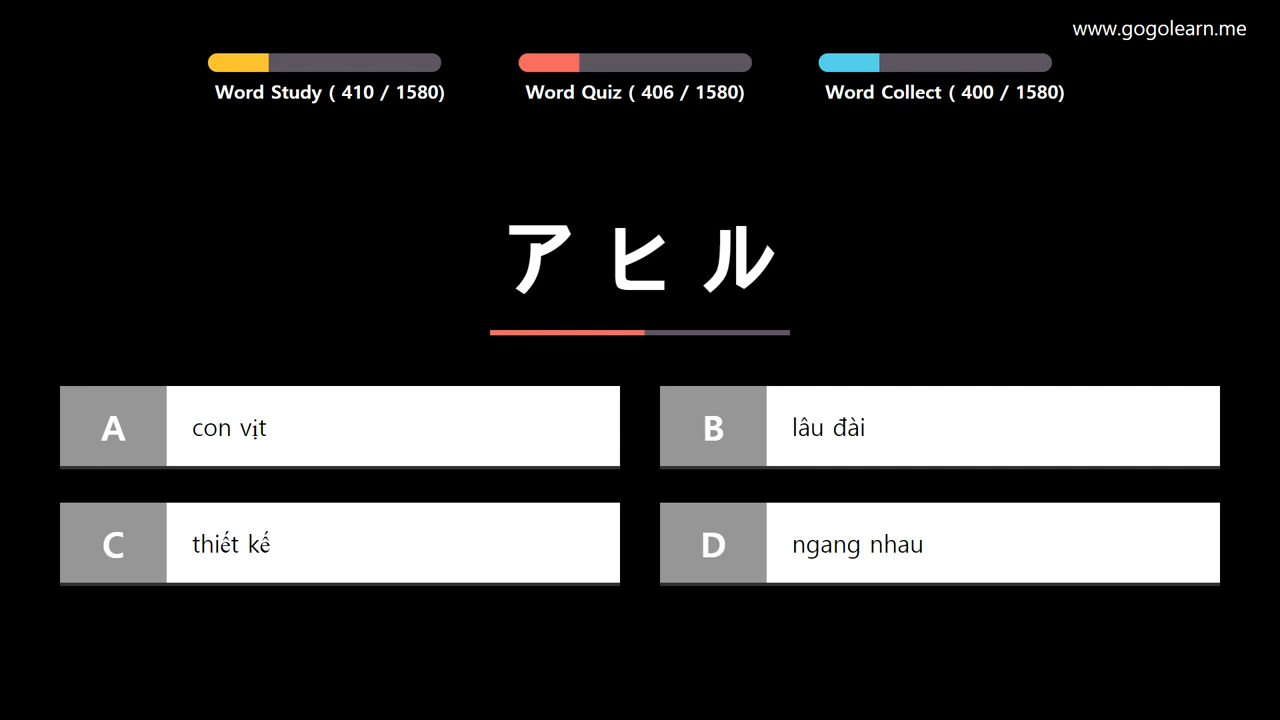 www.gogolearn.me
Word Study ( 410 / 1580)
Word Quiz ( 406 / 1580)
Word Collect ( 400 / 1580)
アヒル
A con vịt
B lâu đài
C thiết kế
D ngang nhau